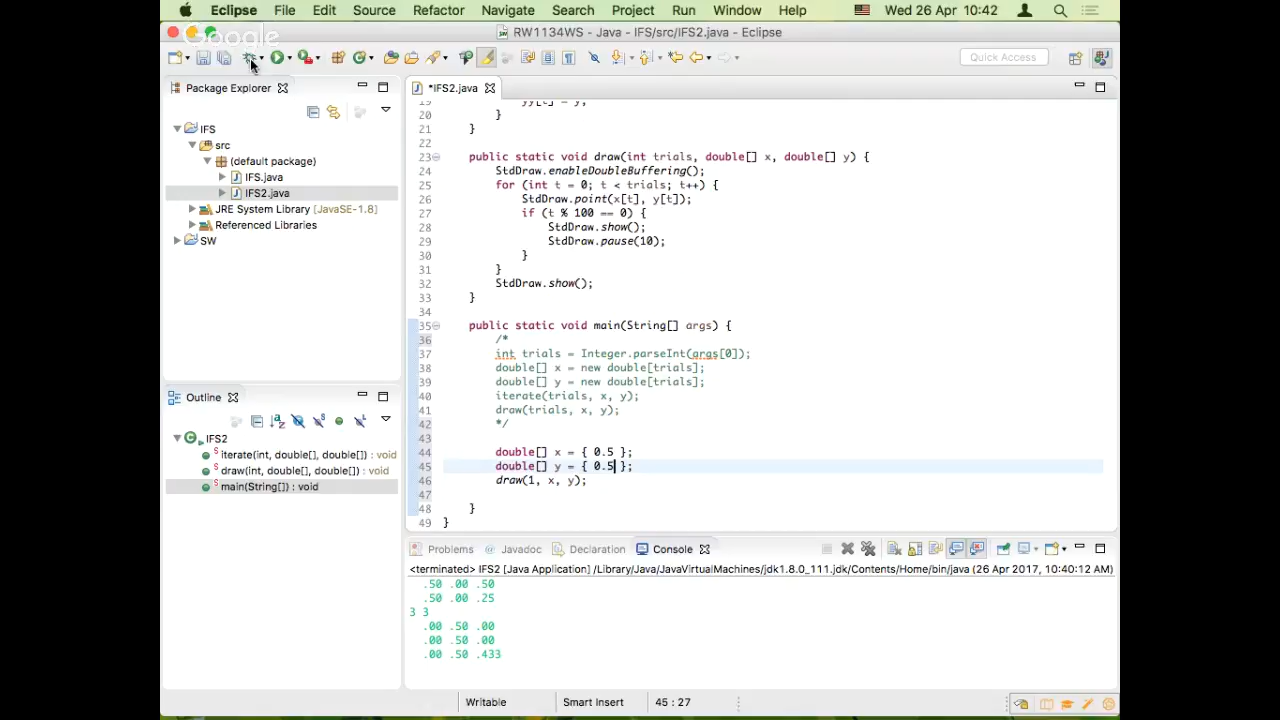 Eclipse File Edit Source Refactor Navigate Search Project Run Window Help Wed 26 Apr 10:42
Google
RW1134WS - Java - IFS/src/IFS2.java - Eclipse
Quick Access
Package Explorer
IFS
src
(default package)
IFS.java
IFS2.java
JRE System Library [JavaSE-1.8]
Referenced Libraries
SW
Outline
IFS2
iterate(int, double[], double[]) : void
draw(int, double[], double[]) : void
main(String[]) : void
*IFS2.java
19 yy[t] = y;
20 }
21 }
22
23 public static void draw(int trials, double[] x, double[] y) {
24 StdDraw.enableDoubleBuffering();
25 for (int t = 0; t < trials; t++) {
26 StdDraw.point(x[t], y[t]);
27 if (t % 100 == 0) {
28 StdDraw.show();
29 StdDraw.pause(10);
30 }
31 }
32 StdDraw.show();
33 }
34
35 public static void main(String[] args) {
36 /*
37 int trials = Integer.parseInt(args[0]);
38 double[] x = new double[trials];
39 double[] y = new double[trials];
40 iterate(trials, x, y);
41 draw(trials, x, y);
42 */
43
44 double[] x = { 0.5 };
45 double[] y = { 0.5 };
46 draw(1, x, y);
47
48 }
49 }
Problems Javadoc Declaration Console
<terminated> IFS2 [Java Application] /Library/Java/JavaVirtualMachines/jdk1.8.0_111.jdk/Contents/Home/bin/java (26 Apr 2017, 10:40:12 AM)
.50 .00 .50
.50 .00 .25
3 3
.00 .50 .00
.00 .50 .00
.00 .50 .433
Writable Smart Insert 45 : 27